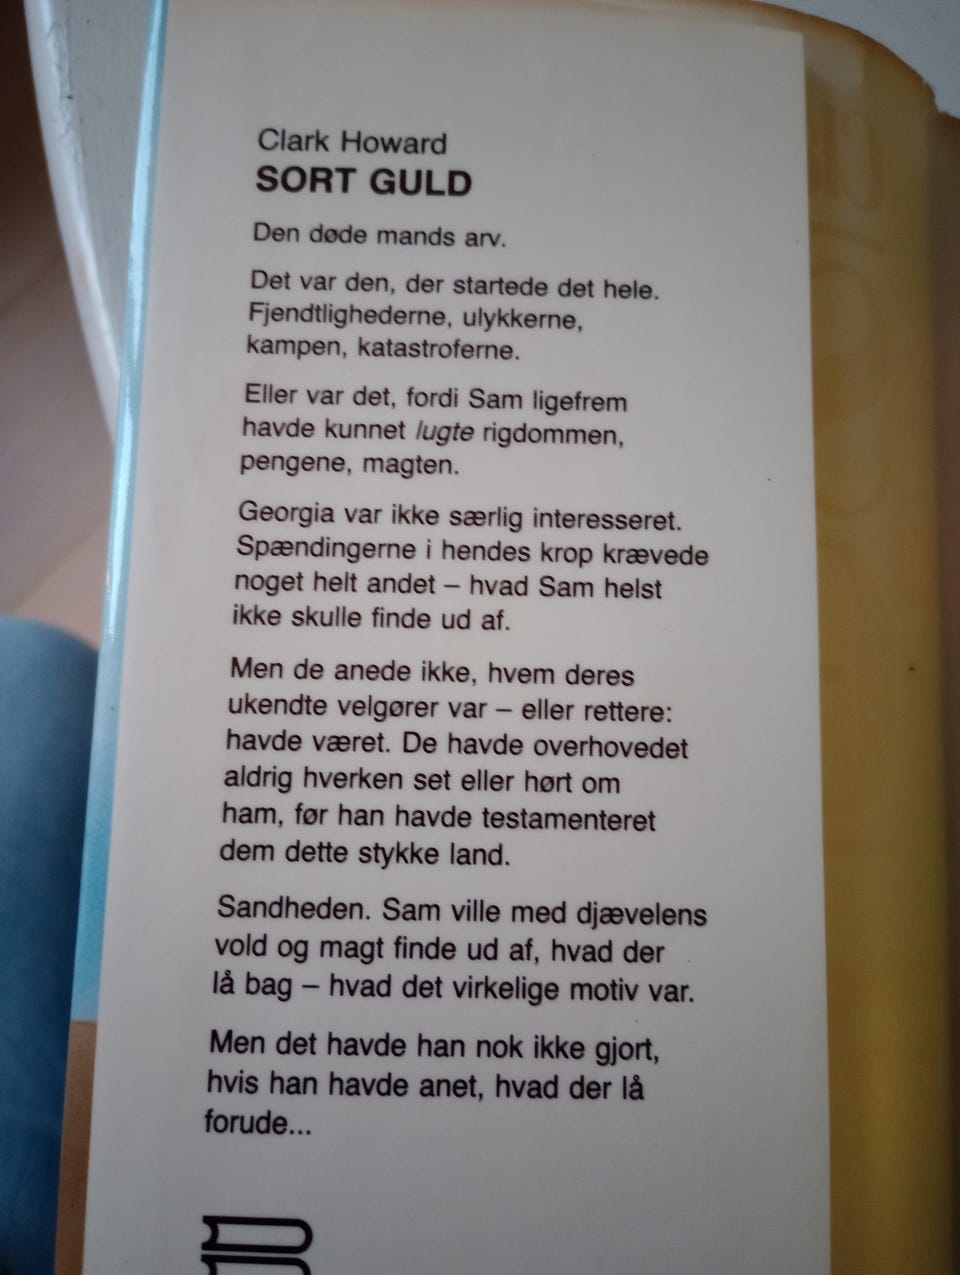 Clark Howard
SORT GULD
Den døde mands arv.
Det var den, der startede det hele.
Fjendtlighederne, ulykkerne,
kampen, katastroferne.
Eller var det, fordi Sam ligefrem
havde kunnet lugte rigdommen,
pengene, magten.
Georgia var ikke særlig interesseret.
Spændingerne i hendes krop krævede
noget helt andet – hvad Sam helst
ikke skulle finde ud af.
Men de anede ikke, hvem deres
ukendte velgører var – eller rettere:
havde været. De havde overhovedet
aldrig hverken set eller hørt om
ham, før han havde testamenteret
dem dette stykke land.
Sandheden. Sam ville med djævelens
vold og magt finde ud af, hvad der
lå bag – hvad det virkelige motiv var.
Men det havde han nok ikke gjort,
hvis han havde anet, hvad der lå
forude...